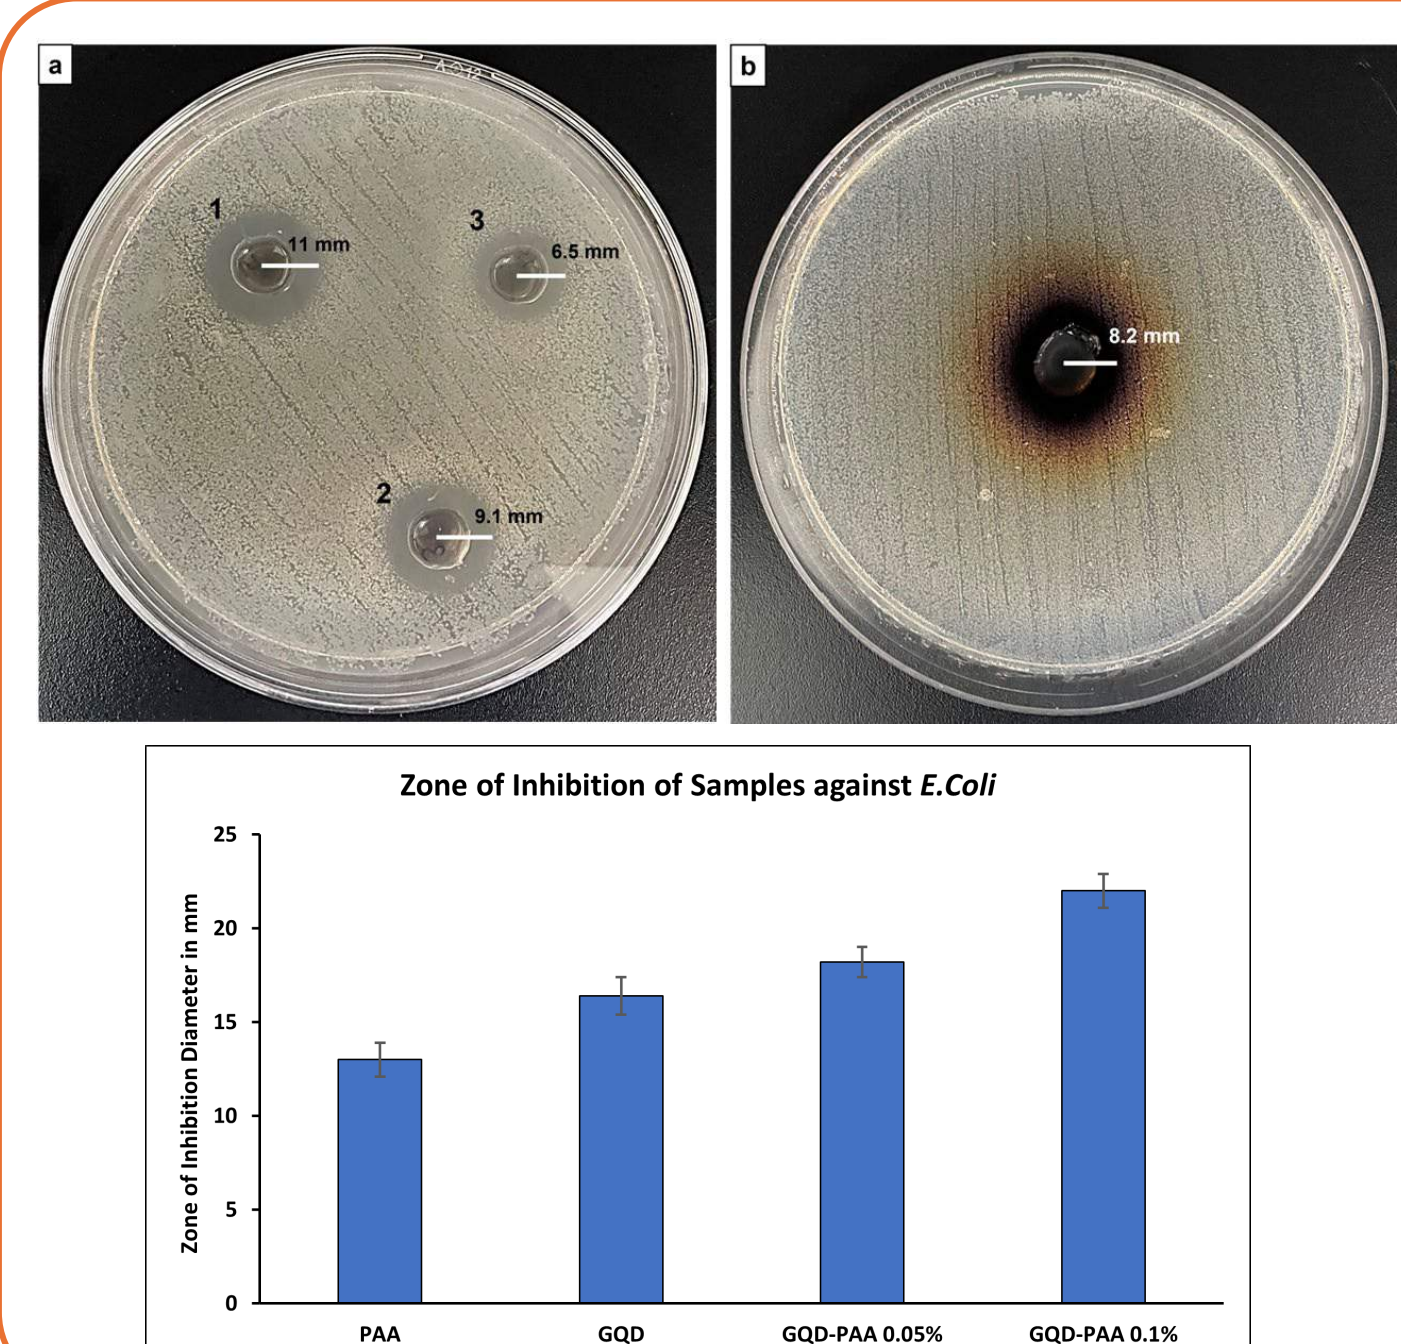 a
b
1
11 mm
3
6.5 mm
2
9.1 mm
8.2 mm
Zone of Inhibition of Samples against E.Coli
Zone of Inhibition Diameter in mm
25
20
15
10
5
0
PAA
GQD
GQD-PAA 0.05%
GQD-PAA 0.1%